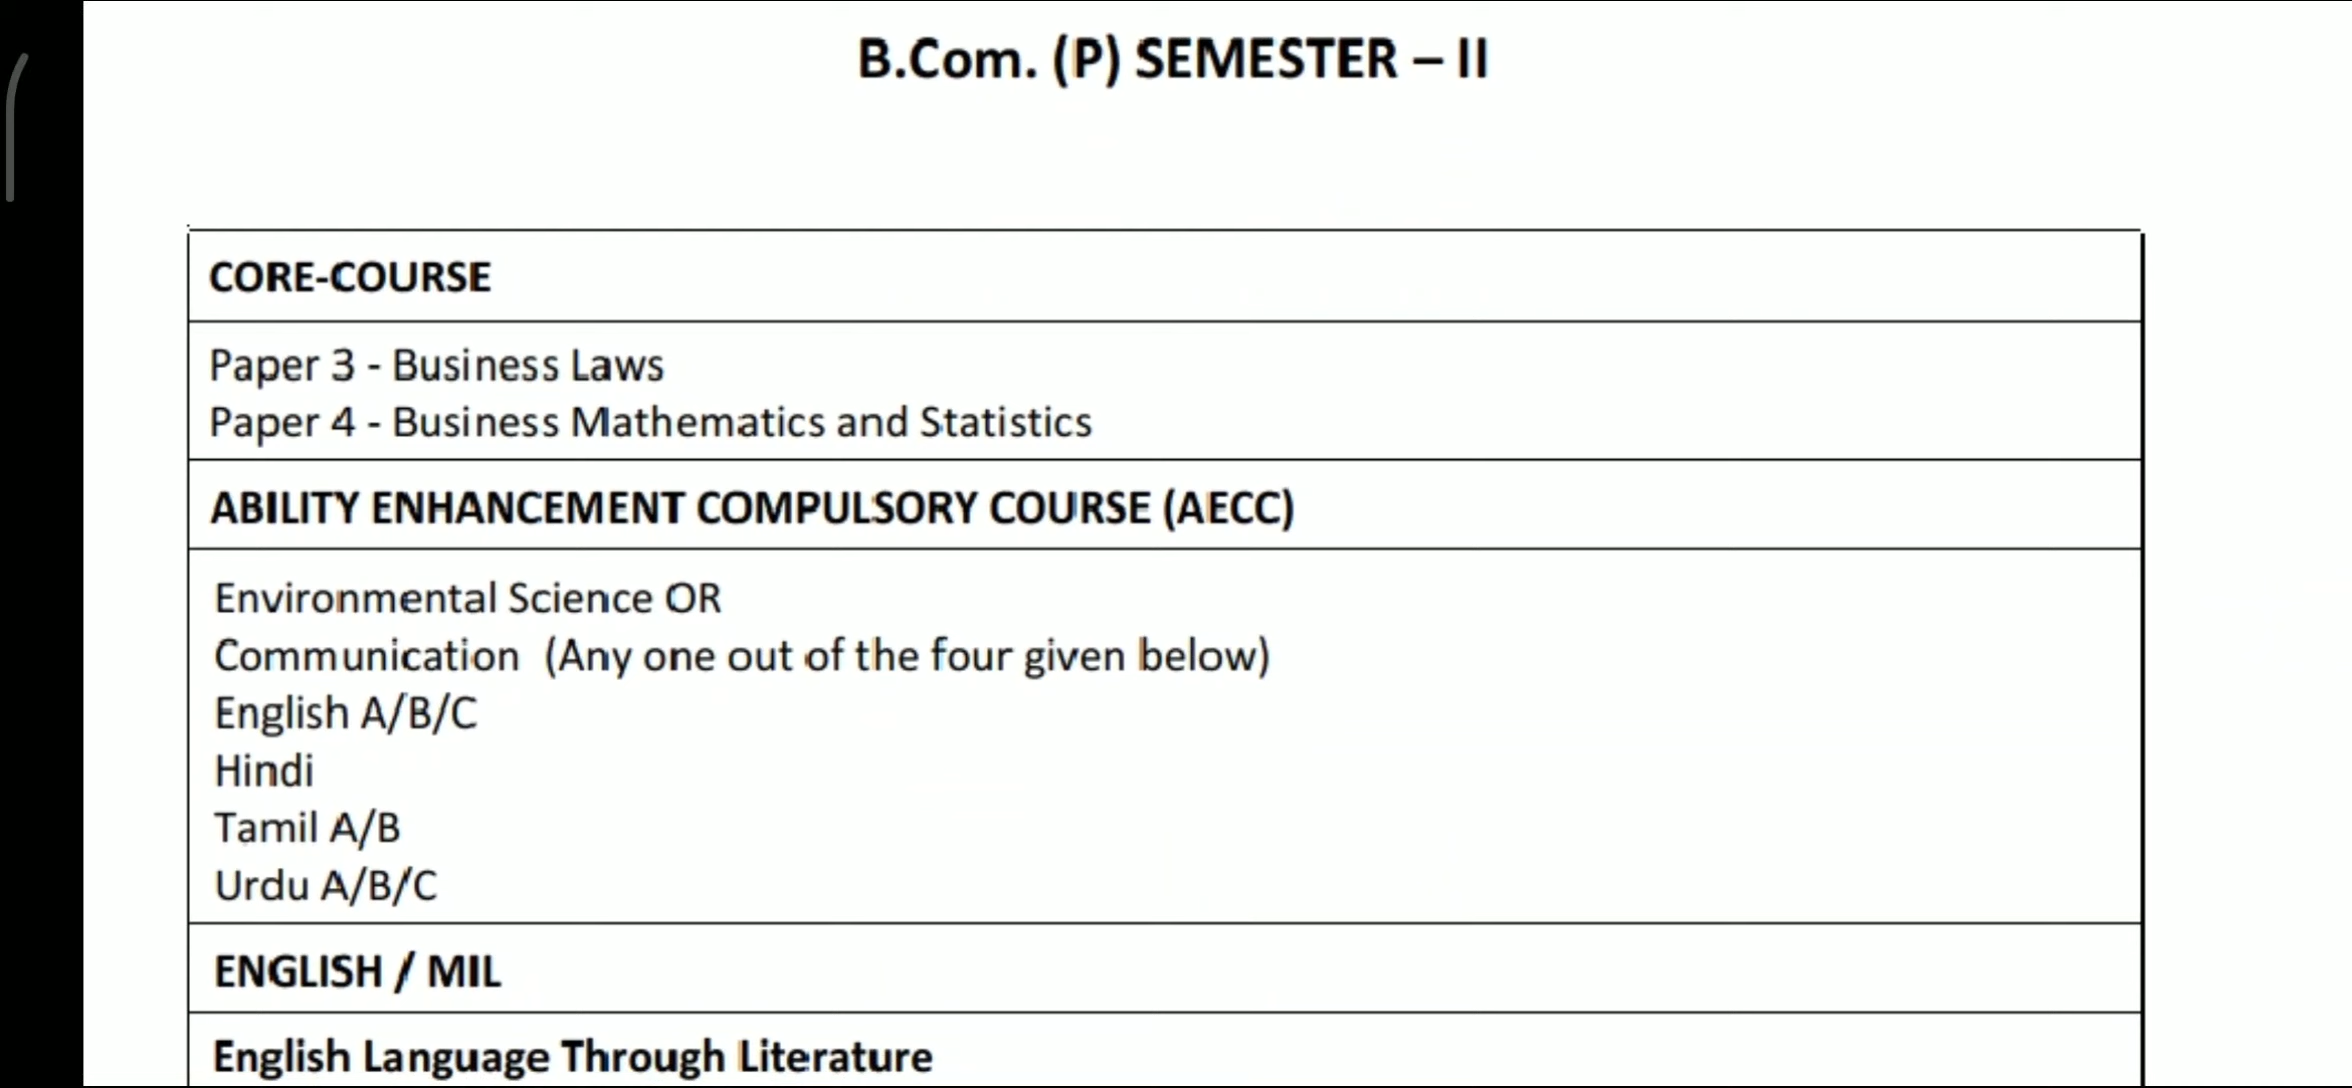 B.Com. (P) SEMESTER – II
CORE-COURSE
Paper 3 - Business Laws
Paper 4 - Business Mathematics and Statistics
ABILITY ENHANCEMENT COMPULSORY COURSE (AECC)
Environmental Science OR
Communication (Any one out of the four given below)
English A/B/C
Hindi
Tamil A/B
Urdu A/B/C
ENGLISH / MIL
English Language Through Literature